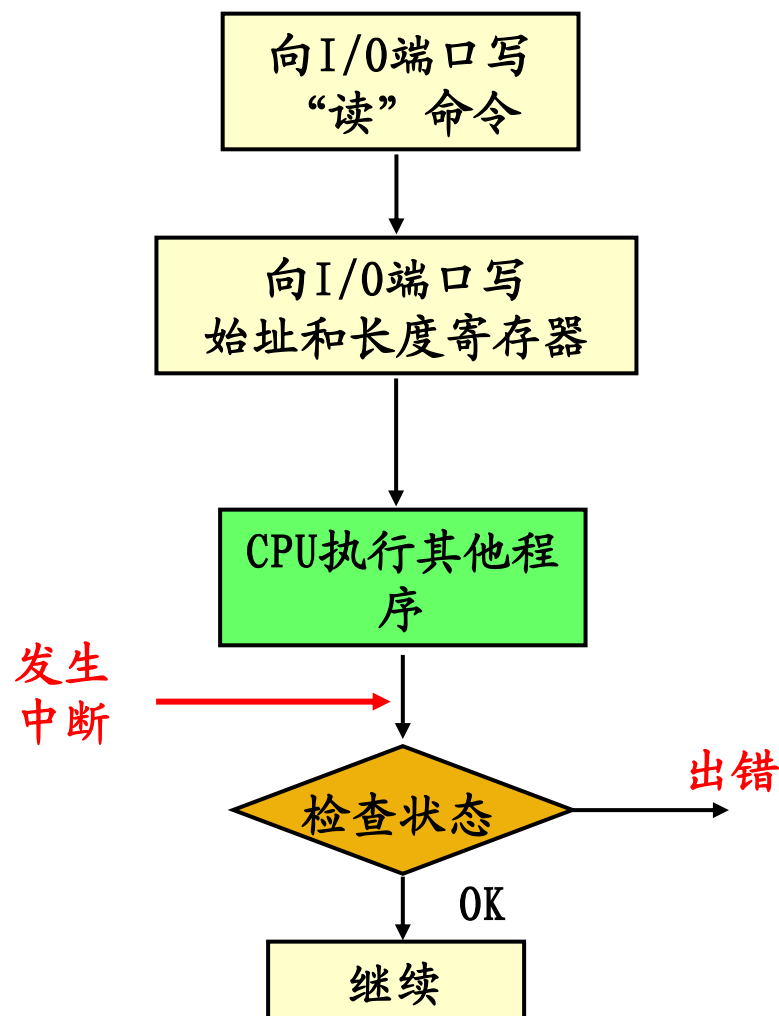 向I/O端口写
“读”命令
向I/O端口写
始址和长度寄存器
CPU执行其他程
序
发生
中断
检查状态
出错
OK
继续